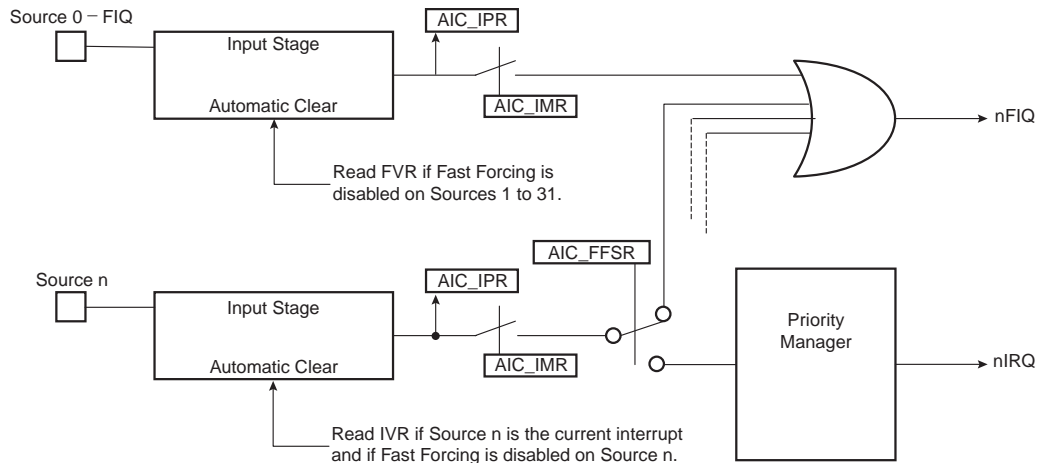 Source 0 – FIQ
AIC_IPR
Input Stage
Automatic Clear
AIC_IMR
nFIQ
Read FVR if Fast Forcing is
disabled on Sources 1 to 31.
AIC_FFSR
Source n
AIC_IPR
Input Stage
Priority
Manager
Automatic Clear
AIC_IMR
nIRQ
Read IVR if Source n is the current interrupt
and if Fast Forcing is disabled on Source n.